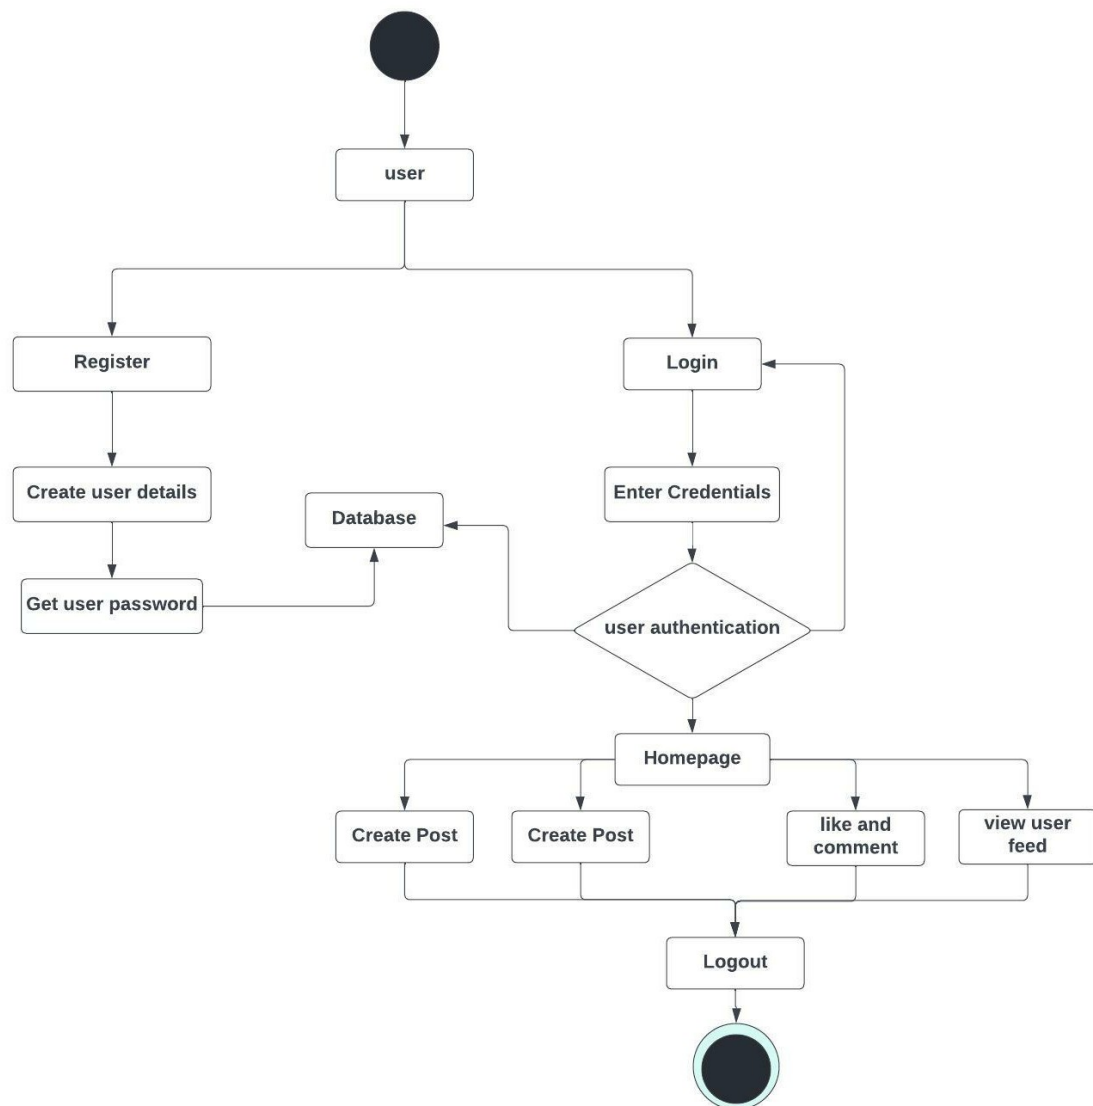 user
Register
Login
Create user details
Enter Credentials
Database
Get user password
user authentication
Homepage
Create Post
Create Post
like and
comment
view user
feed
Logout